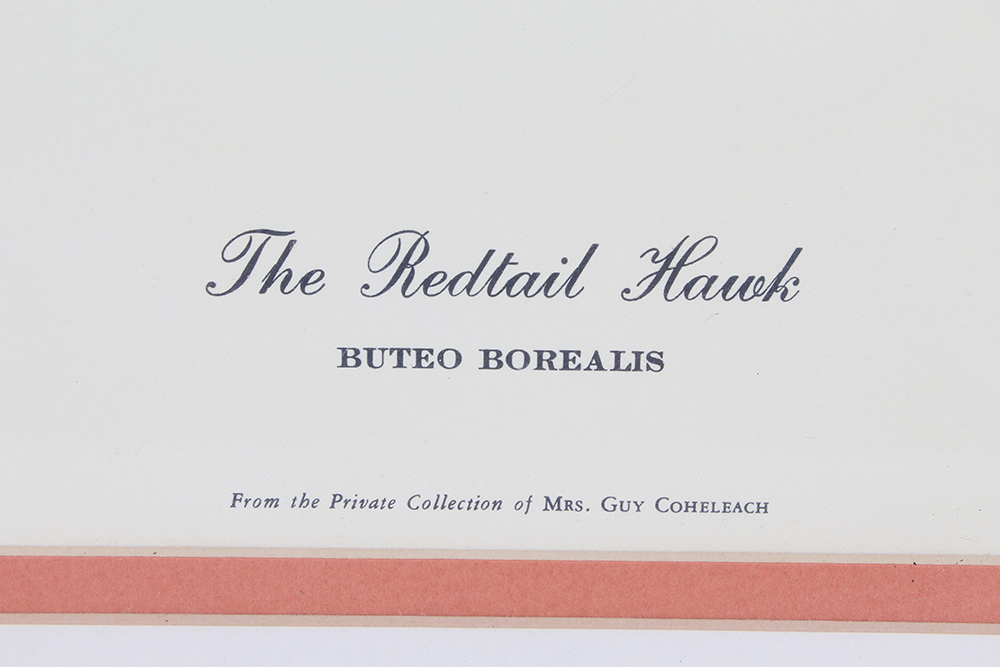 The Redtail Hawk
BUTEO BOREALIS
From the Private Collection of MRS. GUY COHELEACH